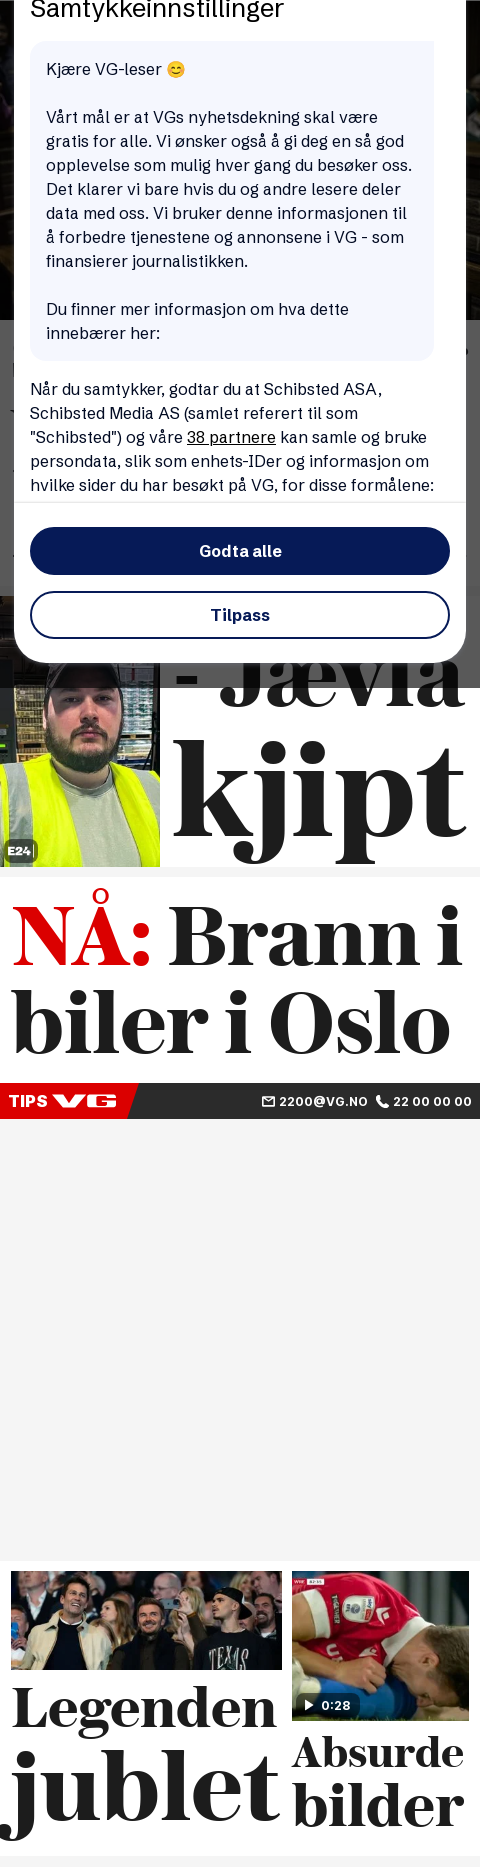 Samtykkeinnstillinger
Kjære VG-leser 😊
Vårt mål er at VGs nyhetsdekning skal være
gratis for alle. Vi ønsker også å gi deg en så god
opplevelse som mulig hver gang du besøker oss.
Det klarer vi bare hvis du og andre lesere deler
data med oss. Vi bruker denne informasjonen til
å forbedre tjenestene og annonsene i VG - som
finansierer journalistikken.
Du finner mer informasjon om hva dette
innebærer her:
Når du samtykker, godtar du at Schibsted ASA,
Schibsted Media AS (samlet referert til som
"Schibsted") og våre 38 partnere kan samle og bruke
persondata, slik som enhets-IDer og informasjon om
hvilke sider du har besøkt på VG, for disse formålene:
Godta alle
Tilpass
- Jævla
kjipt
E24
NÅ: Brann i
biler i Oslo
TIPS VG 2200@VG.NO 22 00 00 00
TEXAS
0:28
Legenden
jublet
Absurde
bilder